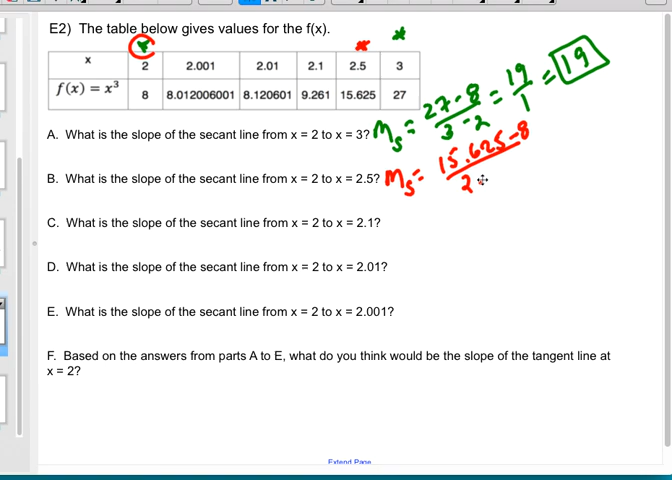 E2) The table below gives values for the f(x).
x 2 2.001 2.01 2.1 2.5 3
f(x) = x³ 8 8.012006001 8.120601 9.261 15.625 27
A. What is the slope of the secant line from x = 2 to x = 3? Ms = 27-8/3-2 = 19/1 = 19
B. What is the slope of the secant line from x = 2 to x = 2.5? Ms = 15.625-8/2
C. What is the slope of the secant line from x = 2 to x = 2.1?
D. What is the slope of the secant line from x = 2 to x = 2.01?
E. What is the slope of the secant line from x = 2 to x = 2.001?
F. Based on the answers from parts A to E, what do you think would be the slope of the tangent line at
x = 2?
Extend Page